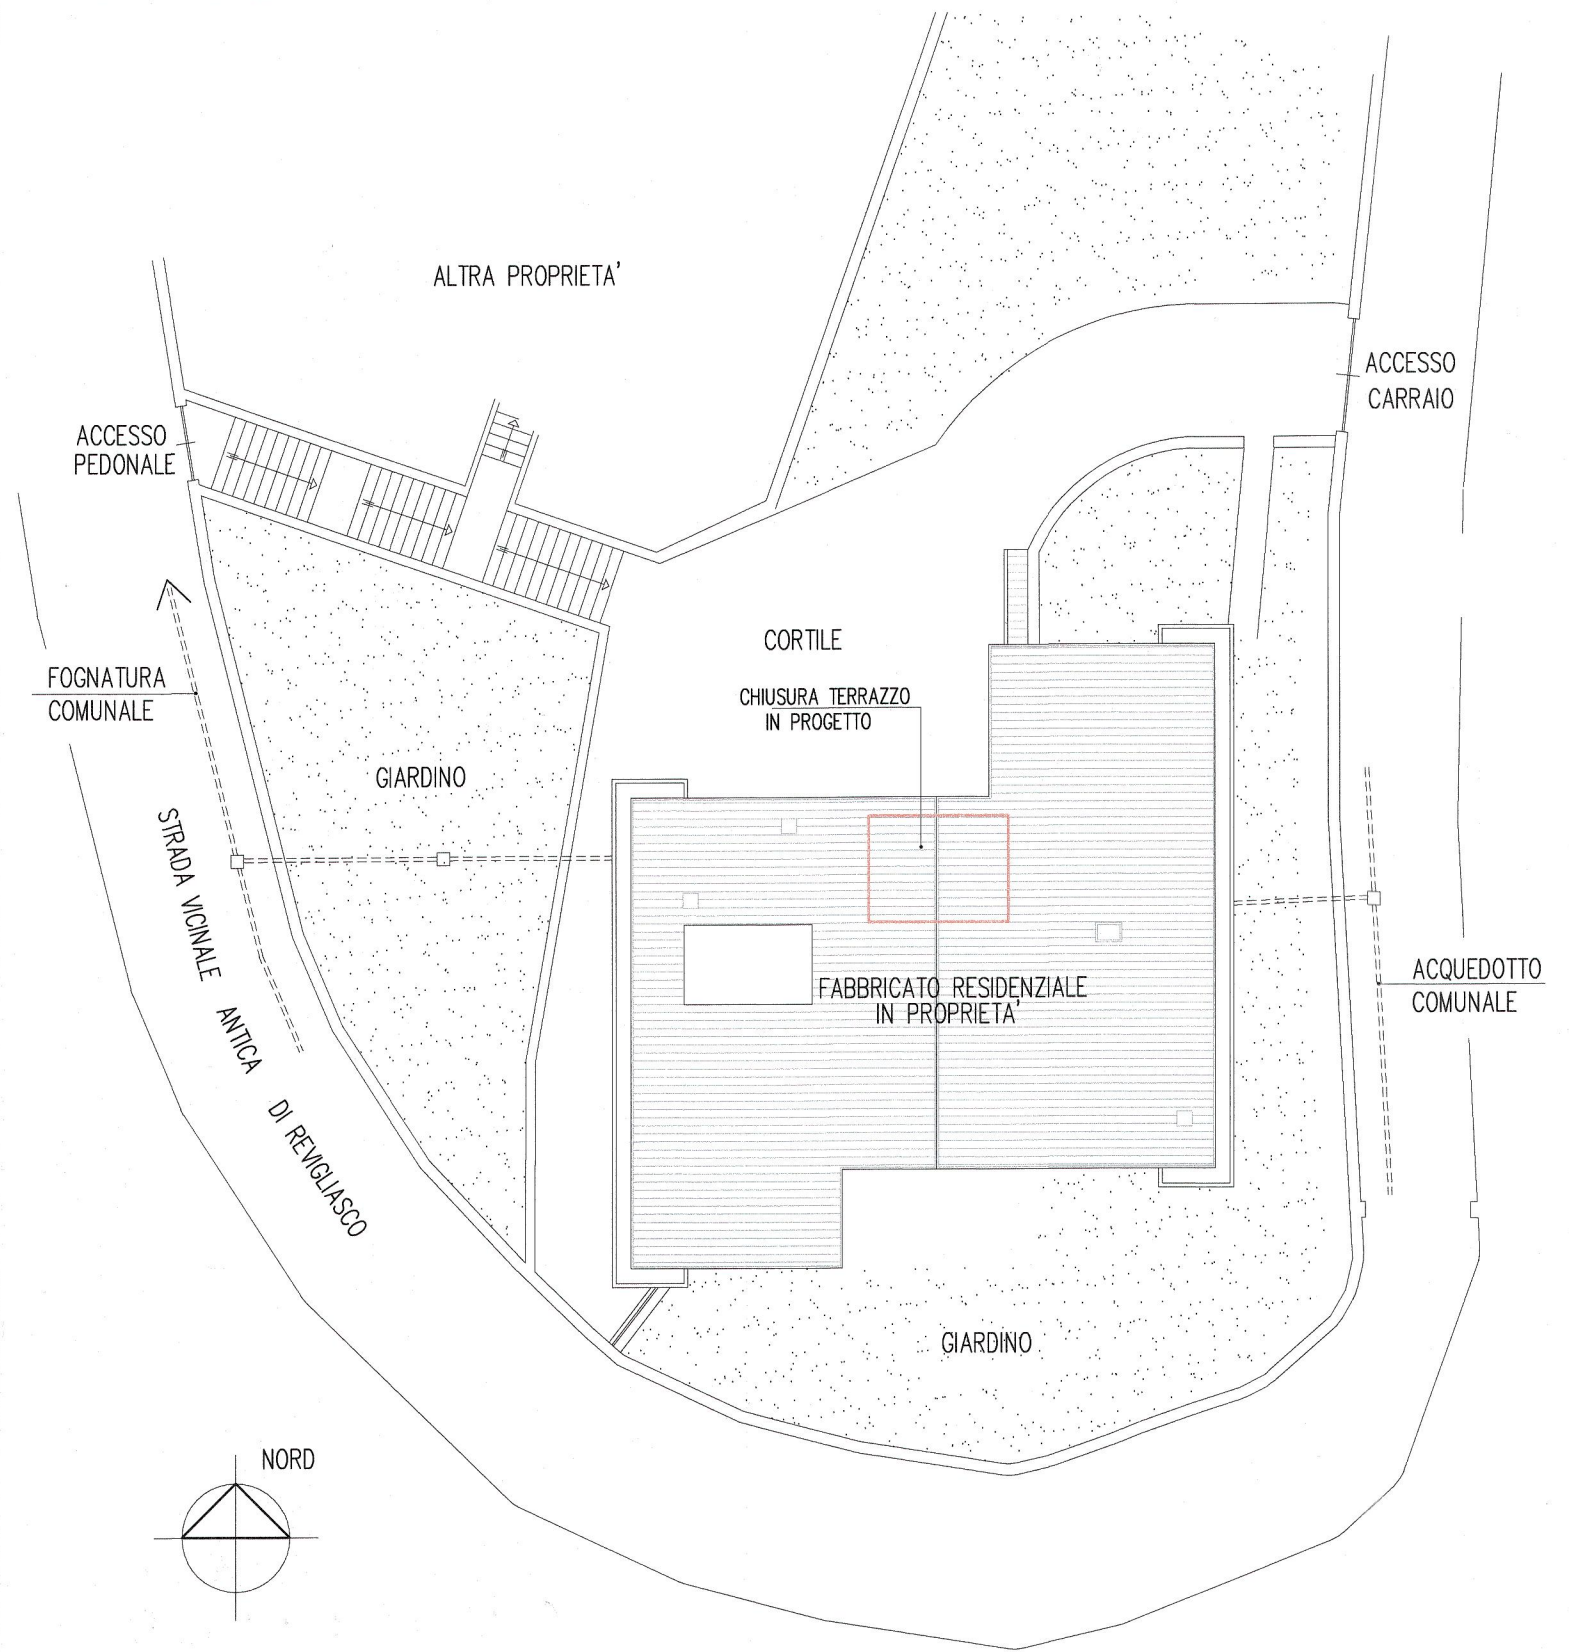 ALTRA PROPRIETA'
ACCESSO
CARRAIO
ACCESSO
PEDONALE
CORTILE
FOGNATURA
COMUNALE
CHIUSURA TERRAZZO
IN PROGETTO
GIARDINO
STRADA VICINALE ANTICA DI REVIGLIASCO
FABBRICATO RESIDENZIALE
IN PROPRIETA'
ACQUEDOTTO
COMUNALE
GIARDINO
NORD